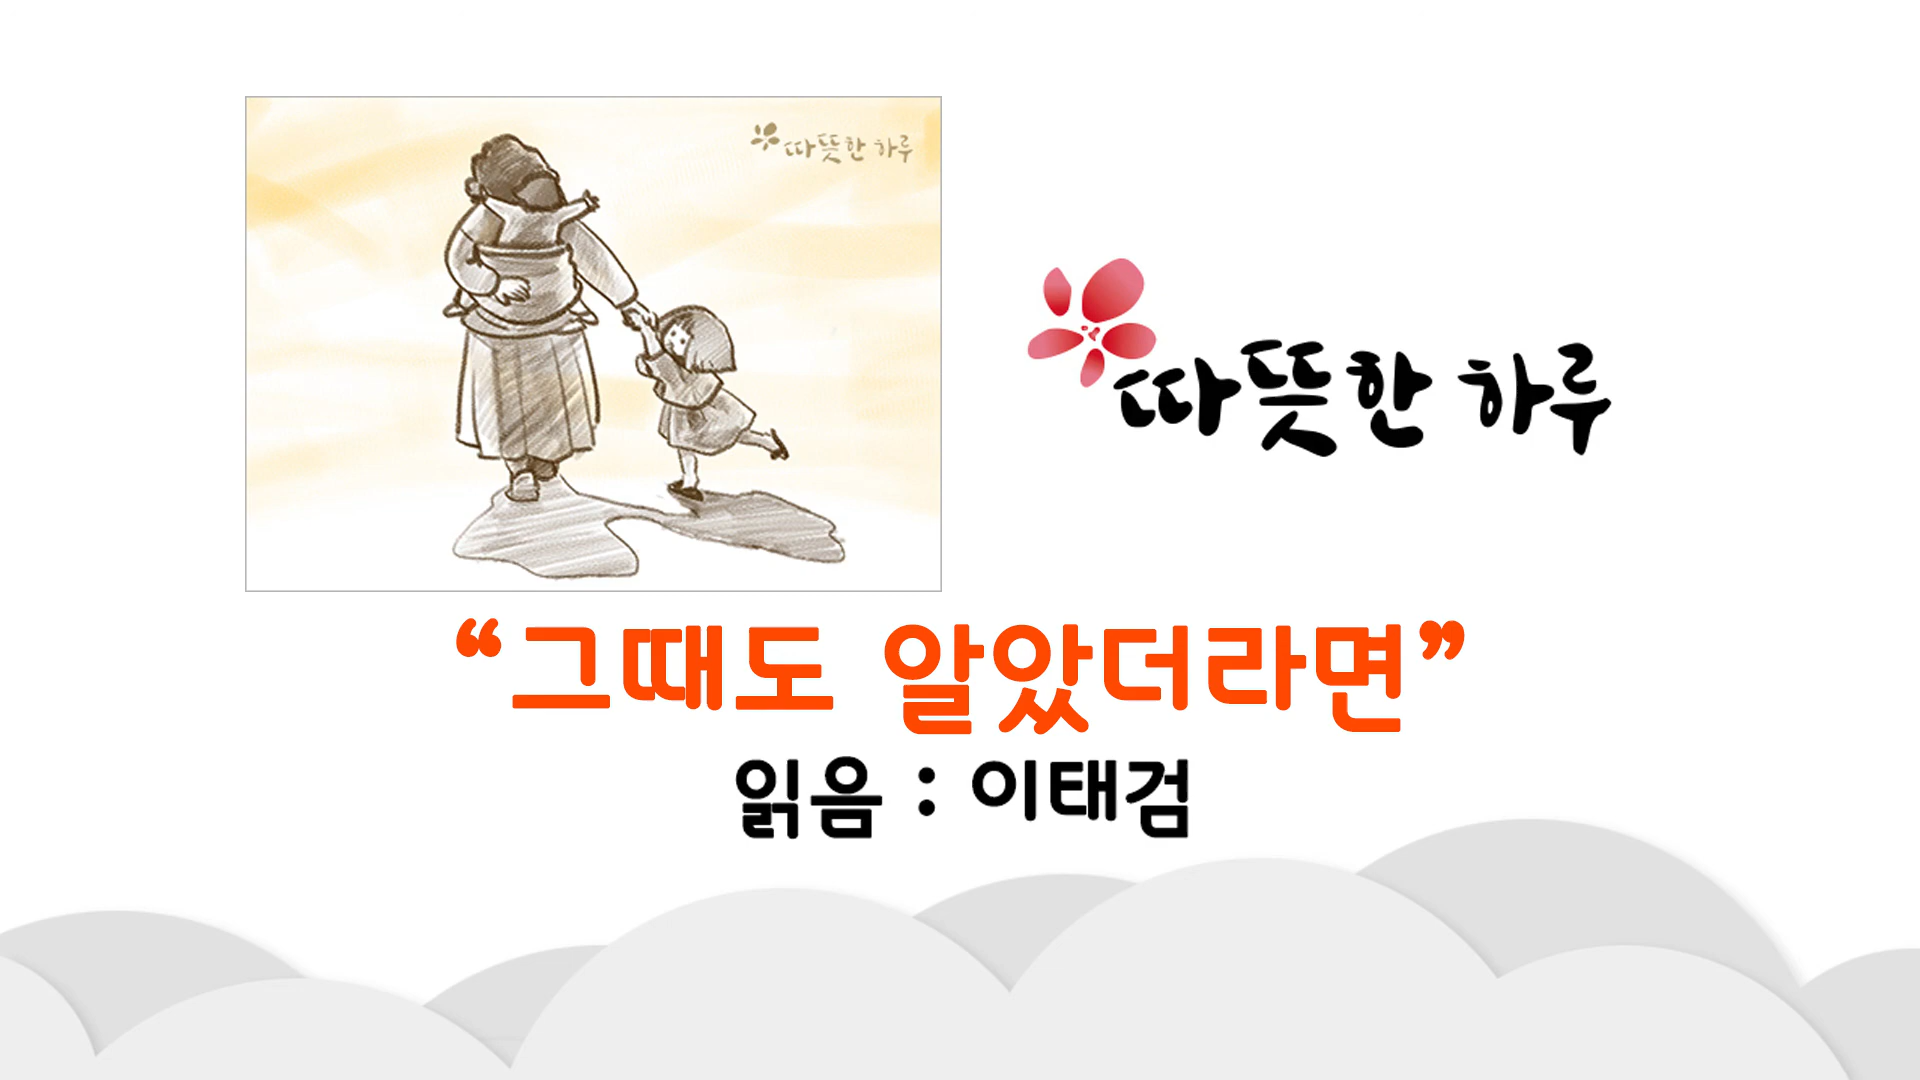 따뜻한 하루
따뜻한 하루
“그때도 알았더라면”
읽음 : 이태검